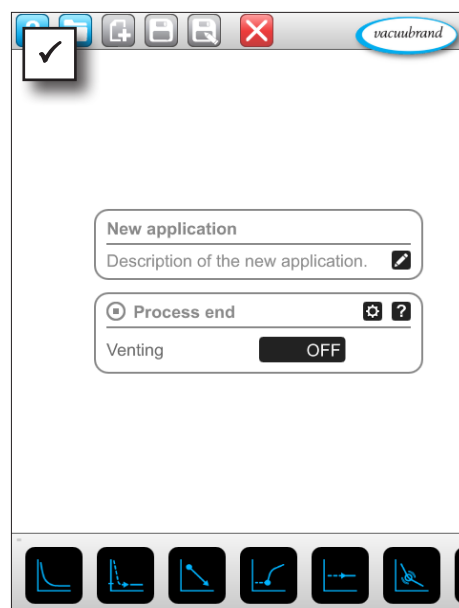 vacuubrand
New application
Description of the new application.
Process end
?
Venting
OFF